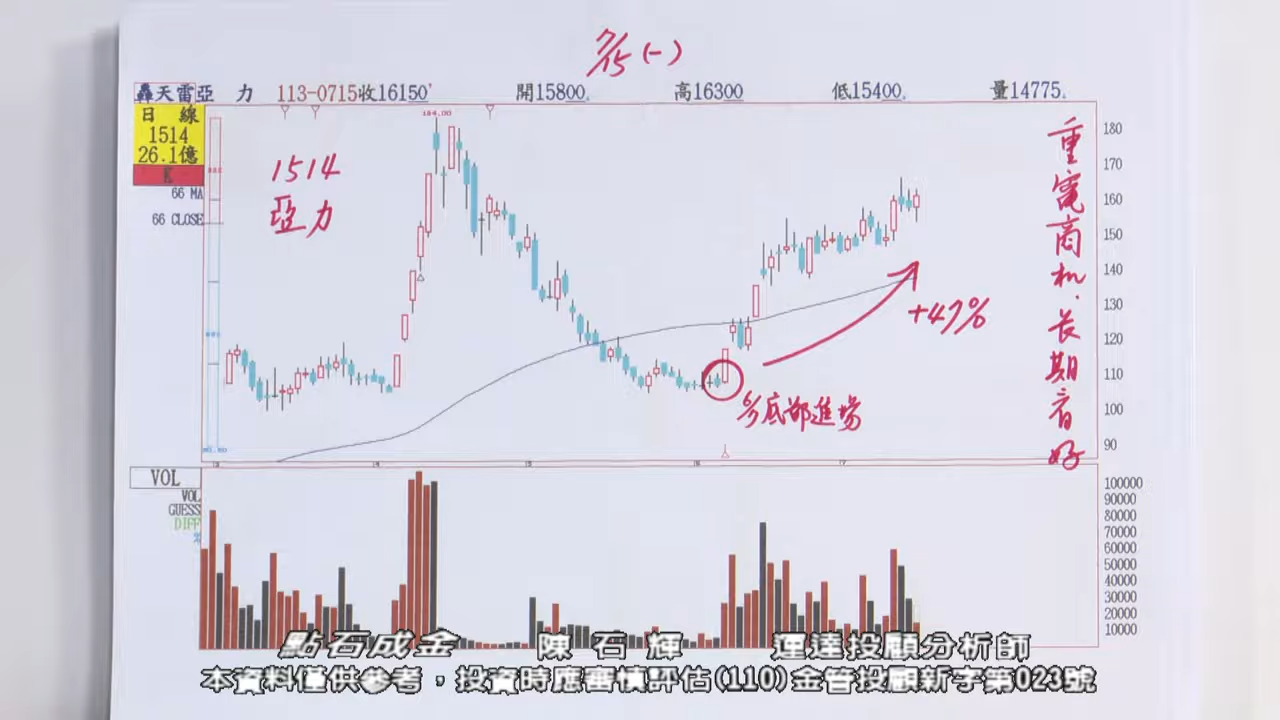 7/15(一)
轟天雷亞 力 113-0715收16150' 開15800. 高16300 低15400. 量14775.
日 線
1514
26.1億
K
66 MA
66 CLOSE
184.00
1514
亞力
重電商机.長期看好
180
170
160
150
140
130
120
110
100
90
+47%
底部進場
VOL
VOL
GUESS
DIFF
100000
90000
80000
70000
60000
50000
40000
30000
20000
10000
點石成金 陳石輝 運達投顧分析師
本資料僅供參考，投資時應審慎評估(110)金管投顧新字第023號